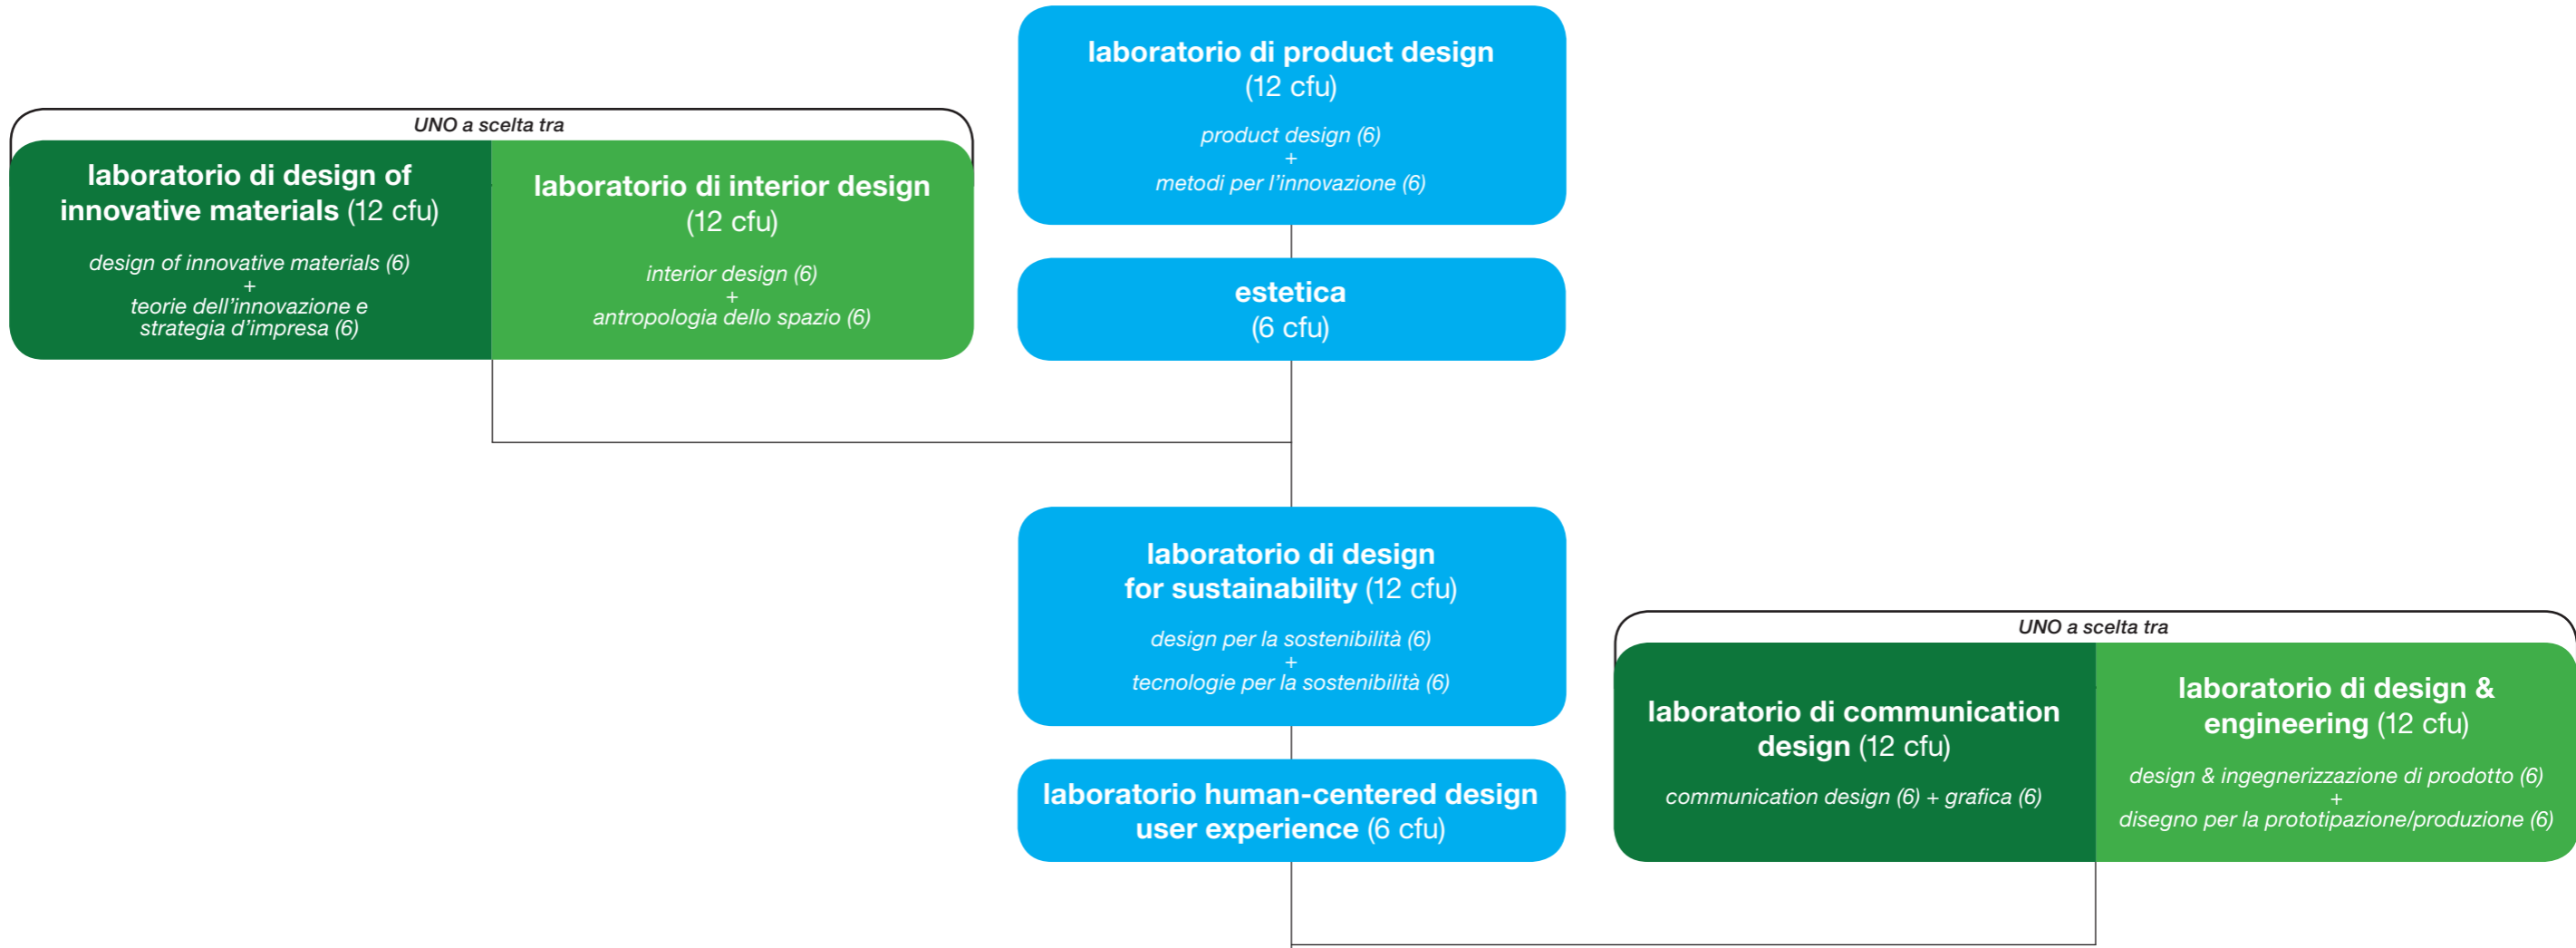 laboratorio di product design
(12 cfu)
product design (6)
+
metodi per l'innovazione (6)
UNO a scelta tra
laboratorio di design of
innovative materials (12 cfu)
design of innovative materials (6)
+
teorie dell'innovazione e
strategia d'impresa (6)
laboratorio di interior design
(12 cfu)
interior design (6)
+
antropologia dello spazio (6)
estetica
(6 cfu)
laboratorio di design
for sustainability (12 cfu)
design per la sostenibilità (6)
+
tecnologie per la sostenibilità (6)
laboratorio human-centered design
user experience (6 cfu)
UNO a scelta tra
laboratorio di communication
design (12 cfu)
communication design (6) + grafica (6)
laboratorio di design &
engineering (12 cfu)
design & ingegnerizzazione di prodotto (6)
+
disegno per la prototipazione/produzione (6)